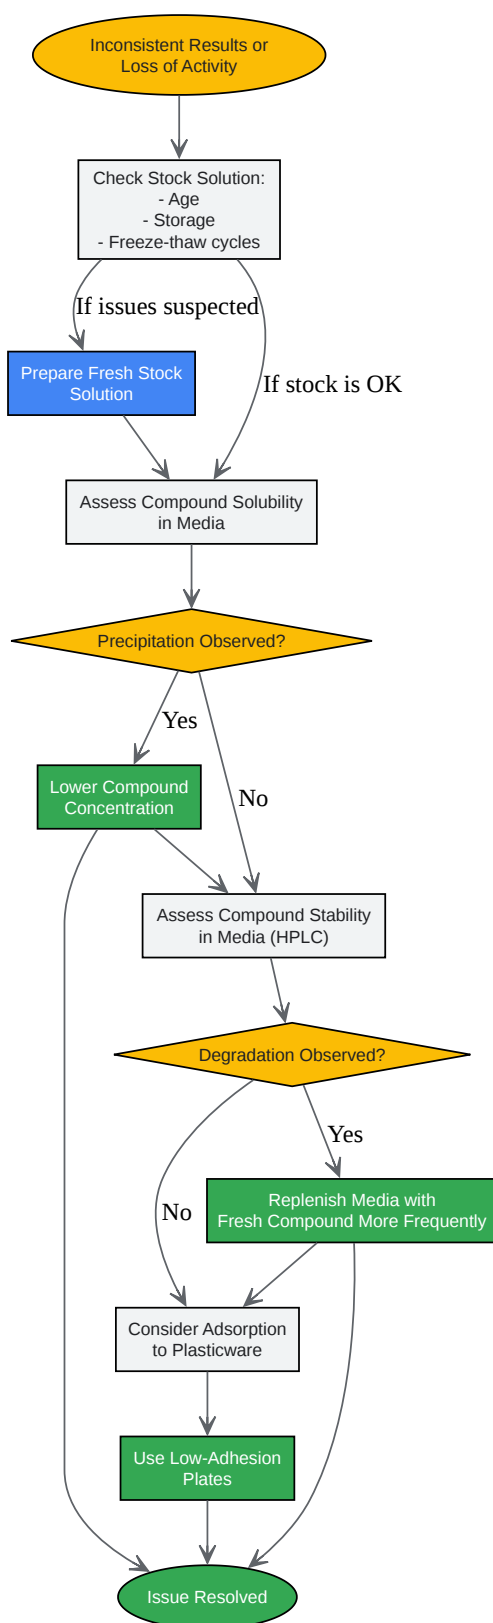 Inconsistent Results or
Loss of Activity
Check Stock Solution:
- Age
- Storage
- Freeze-thaw cycles
If issues suspected
Prepare Fresh Stock
Solution
If stock is OK
Assess Compound Solubility
in Media
Precipitation Observed?
Yes
Lower Compound
Concentration
No
Assess Compound Stability
in Media (HPLC)
Degradation Observed?
Yes
Replenish Media with
Fresh Compound More Frequently
No
Consider Adsorption
to Plasticware
Use Low-Adhesion
Plates
Issue Resolved